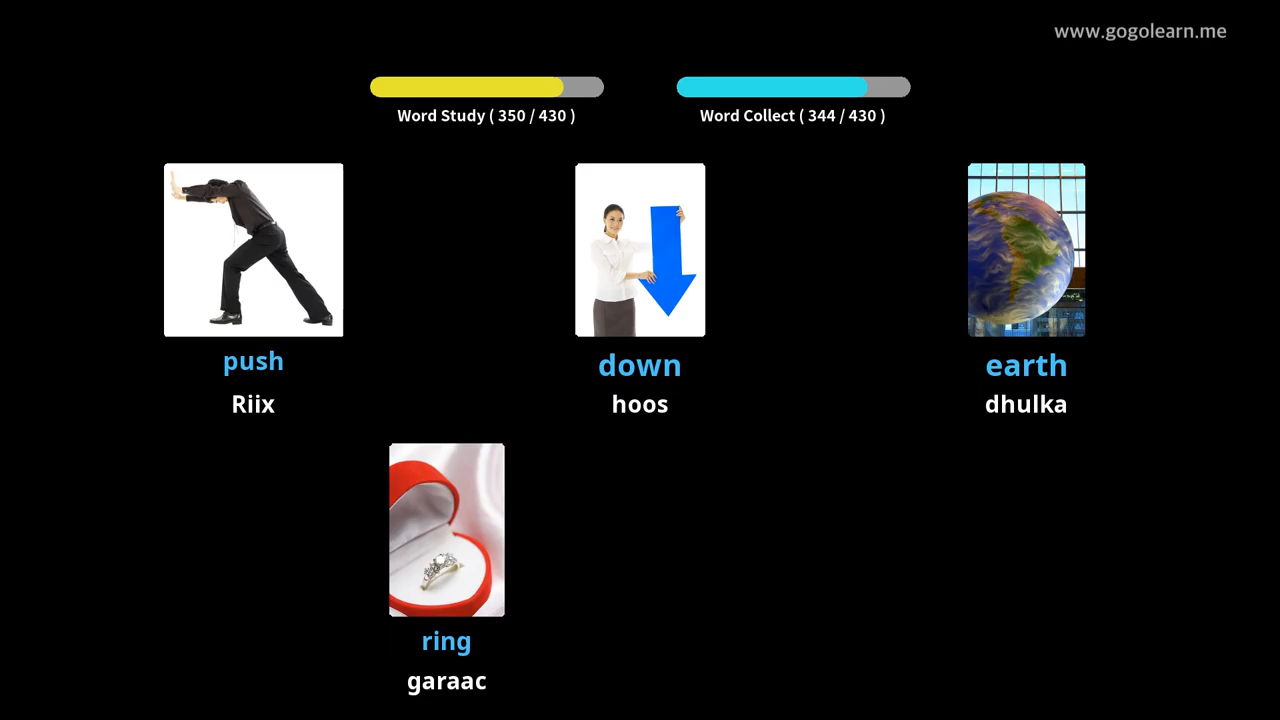 www.gogolearn.me
Word Study ( 350 / 430 )
Word Collect ( 344 / 430 )
push
down
earth
Riix
hoos
dhulka
ring
garaac